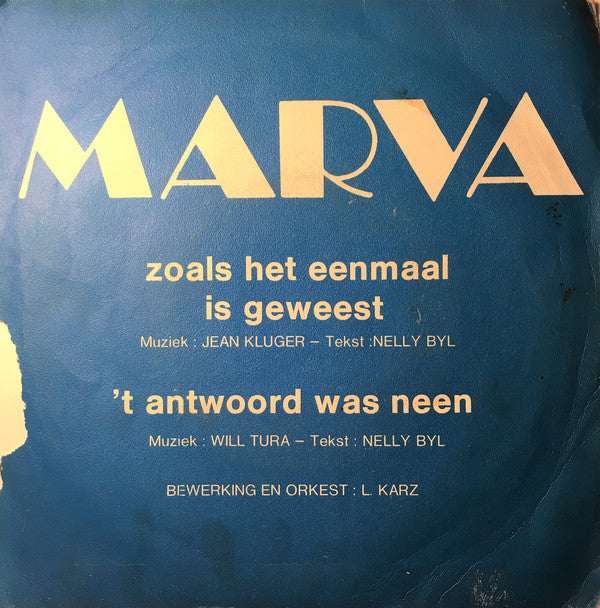 MARVA
zoals het eenmaal
is geweest
Muziek : JEAN KLUGER – Tekst :NELLY BYL
't antwoord was neen
Muziek : WILL TURA – Tekst : NELLY BYL
BEWERKING EN ORKEST : L. KARZ